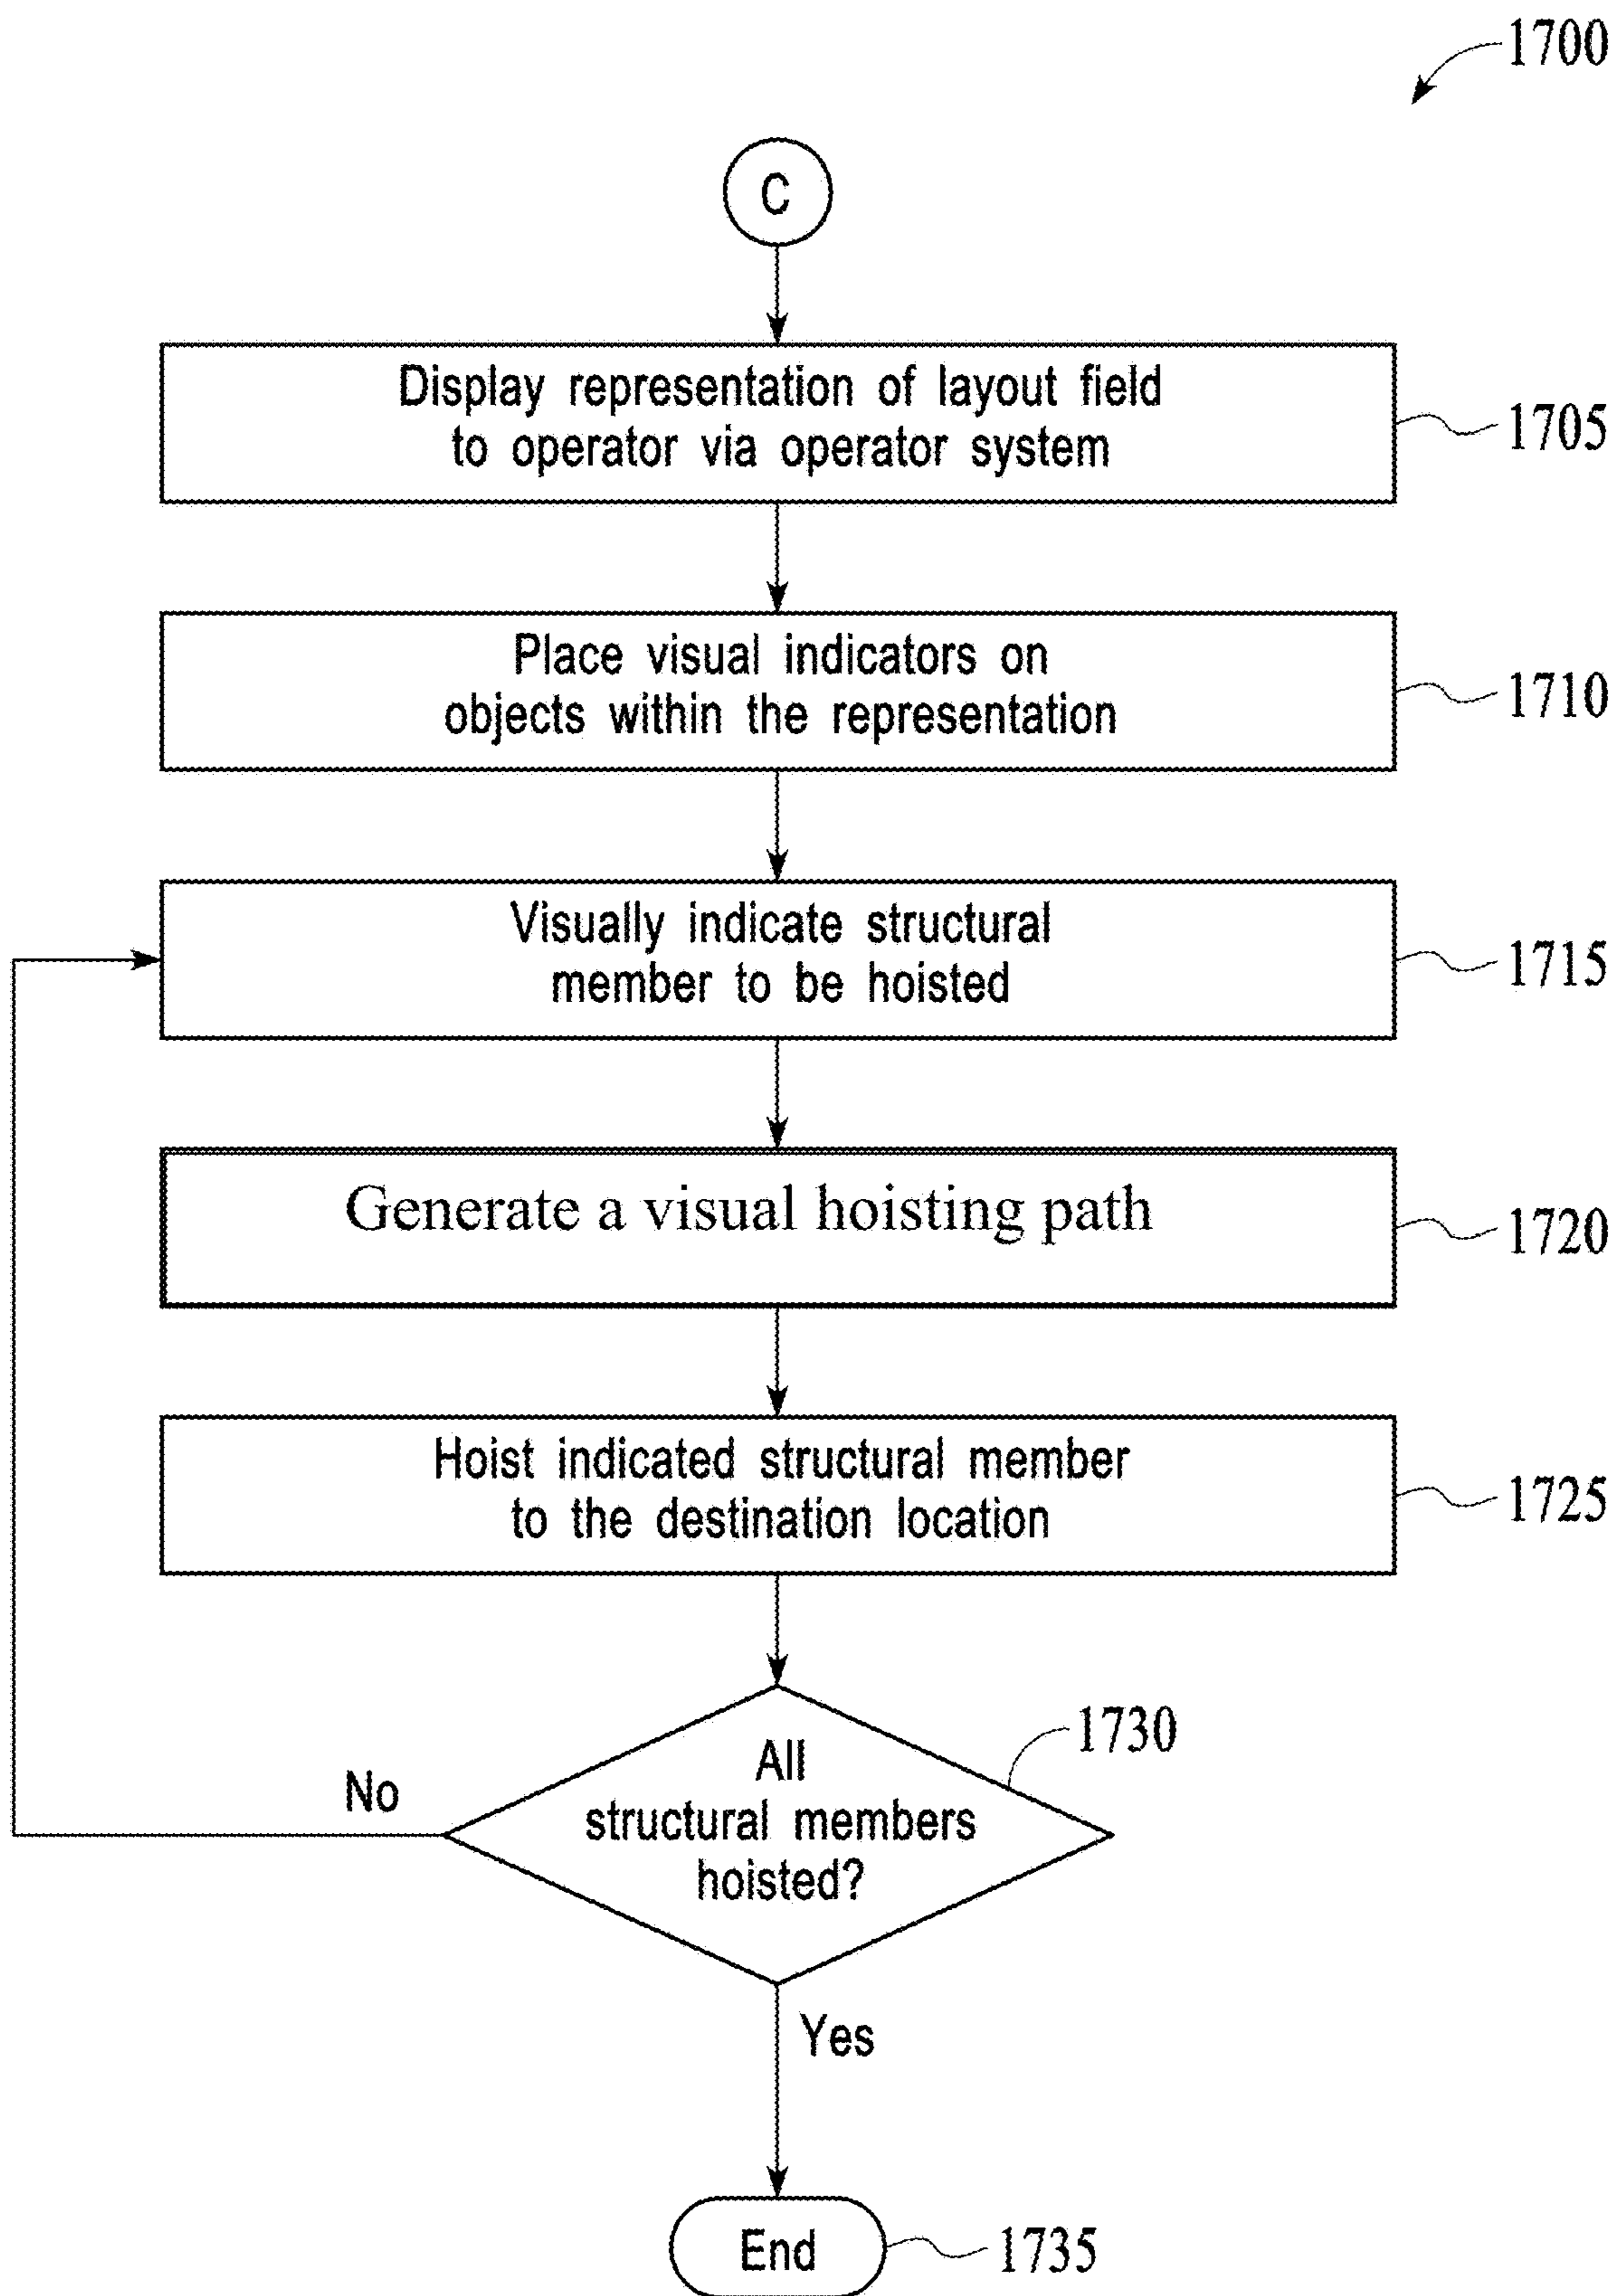 1700
C
Display representation of layout field
to operator via operator system
1705
Place visual indicators on
objects within the representation
1710
Visually indicate structural
member to be hoisted
1715
Generate a visual hoisting path
1720
Hoist indicated structural member
to the destination location
1725
1730
All
structural members
hoisted?
No
Yes
End
1735